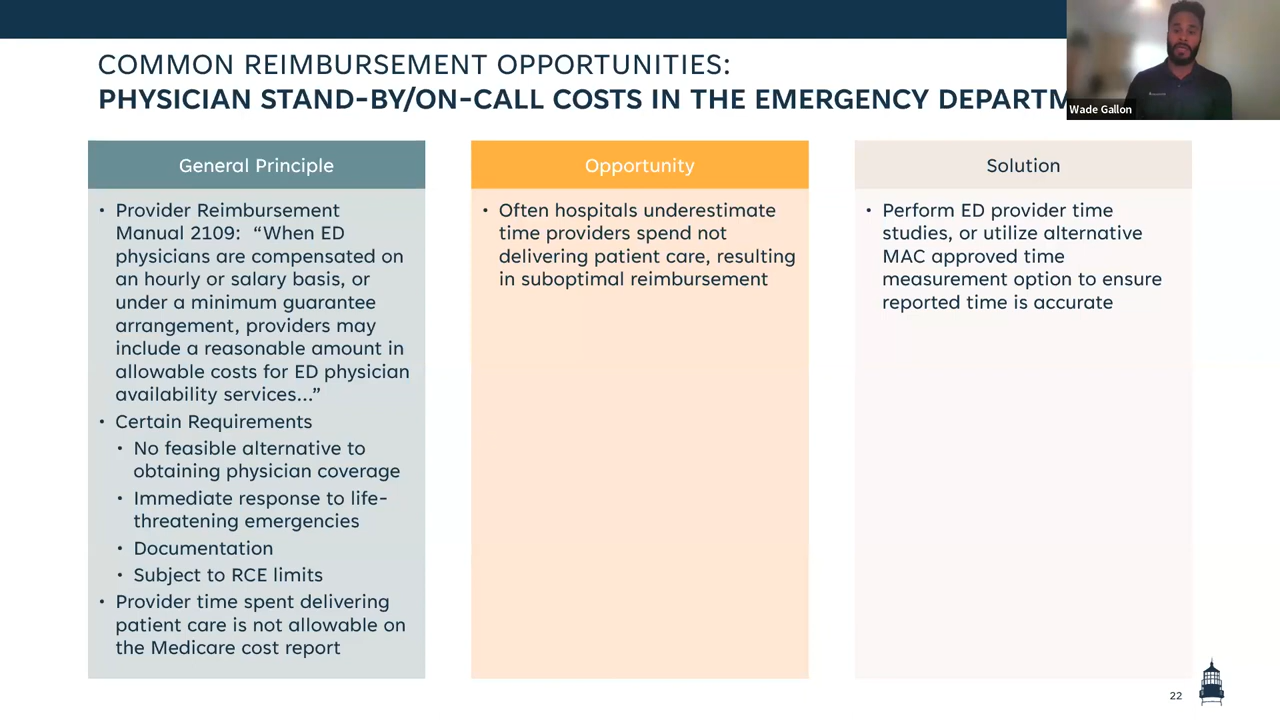 COMMON REIMBURSEMENT OPPORTUNITIES:
PHYSICIAN STAND-BY/ON-CALL COSTS IN THE EMERGENCY
Wade Gallon
General Principle
• Provider Reimbursement
Manual 2109: “When ED
physicians are compensated on
an hourly or salary basis, or
under a minimum guarantee
arrangement, providers may
include a reasonable amount in
allowable costs for ED physician
availability services...”
• Certain Requirements
• No feasible alternative to
obtaining physician coverage
• Immediate response to life-
threatening emergencies
• Documentation
• Subject to RCE limits
• Provider time spent delivering
patient care is not allowable on
the Medicare cost report
Opportunity
• Often hospitals underestimate
time providers spend not
delivering patient care, resulting
in suboptimal reimbursement
Solution
• Perform ED provider time
studies, or utilize alternative
MAC approved time
measurement option to ensure
reported time is accurate
22